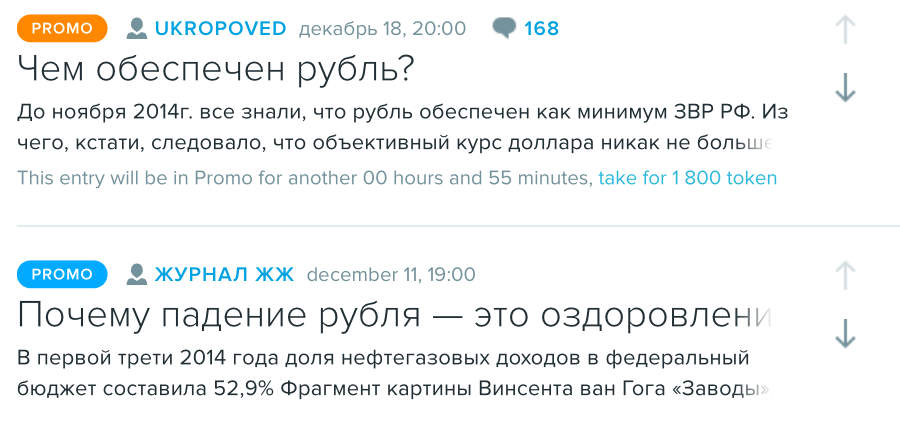 PROMO UKROPOVED декабрь 18, 20:00 168
Чем обеспечен рубль?
До ноября 2014г. все знали, что рубль обеспечен как минимум ЗВР РФ. Из
чего, кстати, следовало, что объективный курс доллара никак не больше
This entry will be in Promo for another 00 hours and 55 minutes, take for 1 800 token
PROMO ЖУРНАЛ ЖЖ december 11, 19:00
Почему падение рубля — это оздоровлени
В первой трети 2014 года доля нефтегазовых доходов в федеральный
бюджет составила 52,9% Фрагмент картины Винсента ван Гога «Заводы»